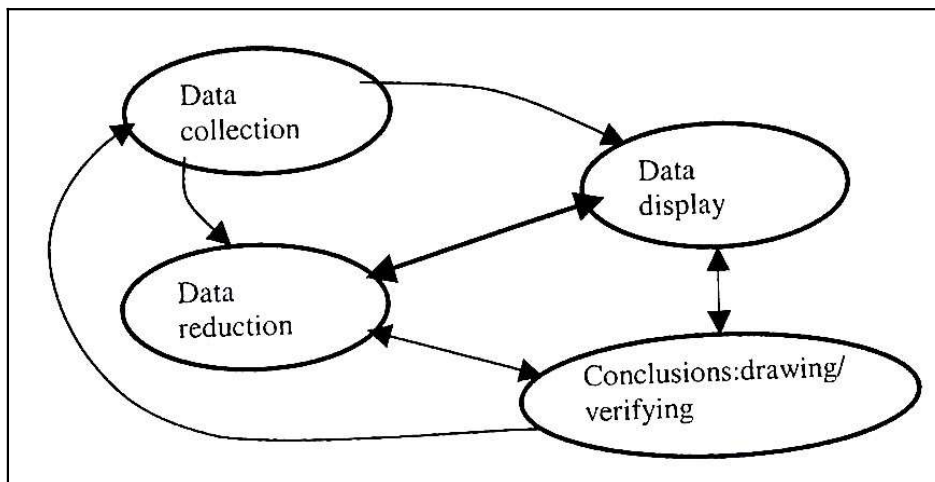 Data
collection
Data
display
Data
reduction
Conclusions:drawing/
verifying